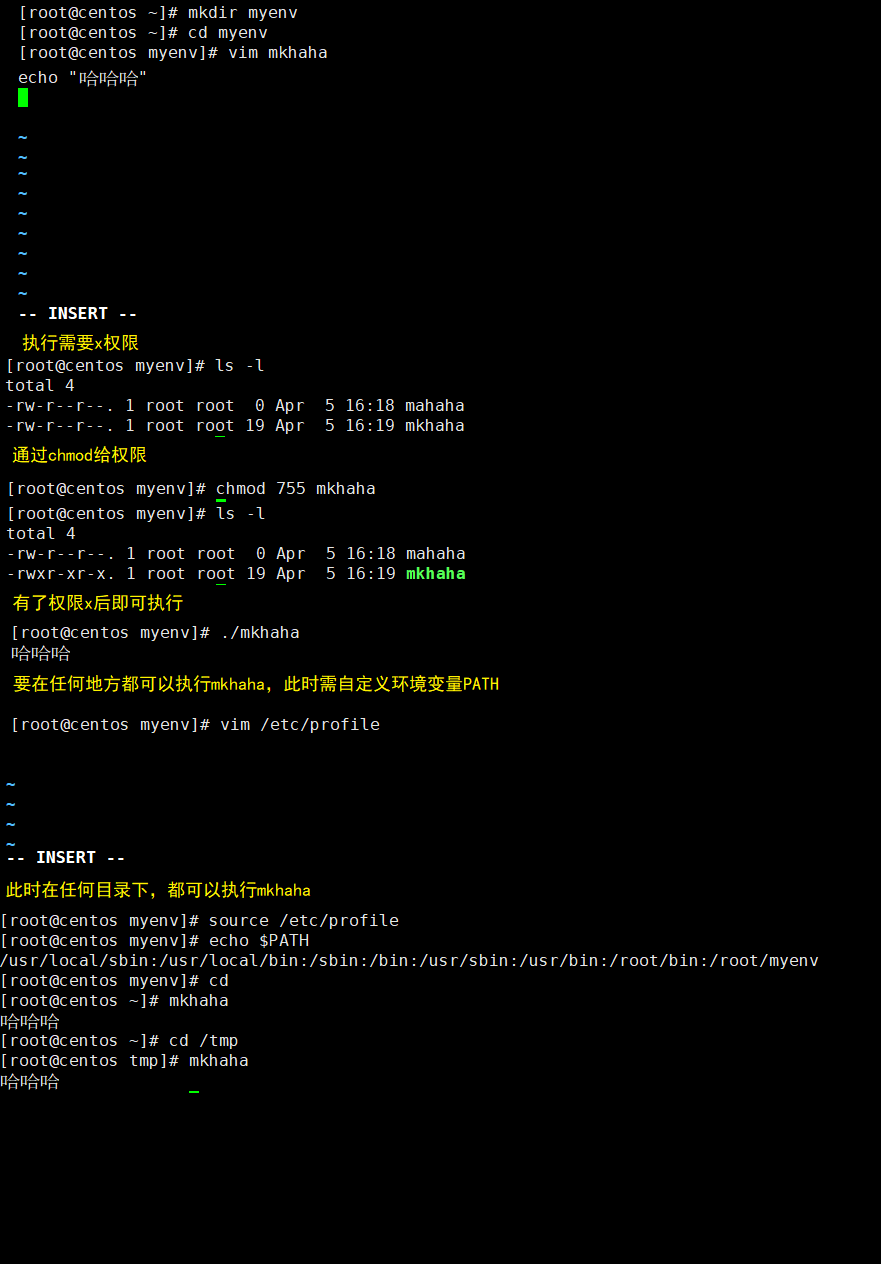 [root@centos ~]# mkdir myenv
[root@centos ~]# cd myenv
[root@centos myenv]# vim mkhaha
echo "哈哈哈"
~
~
~
~
~
~
~
~
~
-- INSERT --
执行需要x权限
[root@centos myenv]# ls -l
total 4
-rw-r--r--. 1 root root  0 Apr  5 16:18 mahaha
-rw-r--r--. 1 root root 19 Apr  5 16:19 mkhaha
通过chmod给权限
[root@centos myenv]# chmod 755 mkhaha
[root@centos myenv]# ls -l
total 4
-rw-r--r--. 1 root root  0 Apr  5 16:18 mahaha
-rwxr-xr-x. 1 root root 19 Apr  5 16:19 mkhaha
有了权限x后即可执行
[root@centos myenv]# ./mkhaha
哈哈哈
要在任何地方都可以执行mkhaha，此时需自定义环境变量PATH
[root@centos myenv]# vim /etc/profile
~
~
~
~
-- INSERT --
此时在任何目录下，都可以执行mkhaha
[root@centos myenv]# source /etc/profile
[root@centos myenv]# echo $PATH
/usr/local/sbin:/usr/local/bin:/sbin:/bin:/usr/sbin:/usr/bin:/root/bin:/root/myenv
[root@centos myenv]# cd
[root@centos ~]# mkhaha
哈哈哈
[root@centos ~]# cd /tmp
[root@centos tmp]# mkhaha
哈哈哈